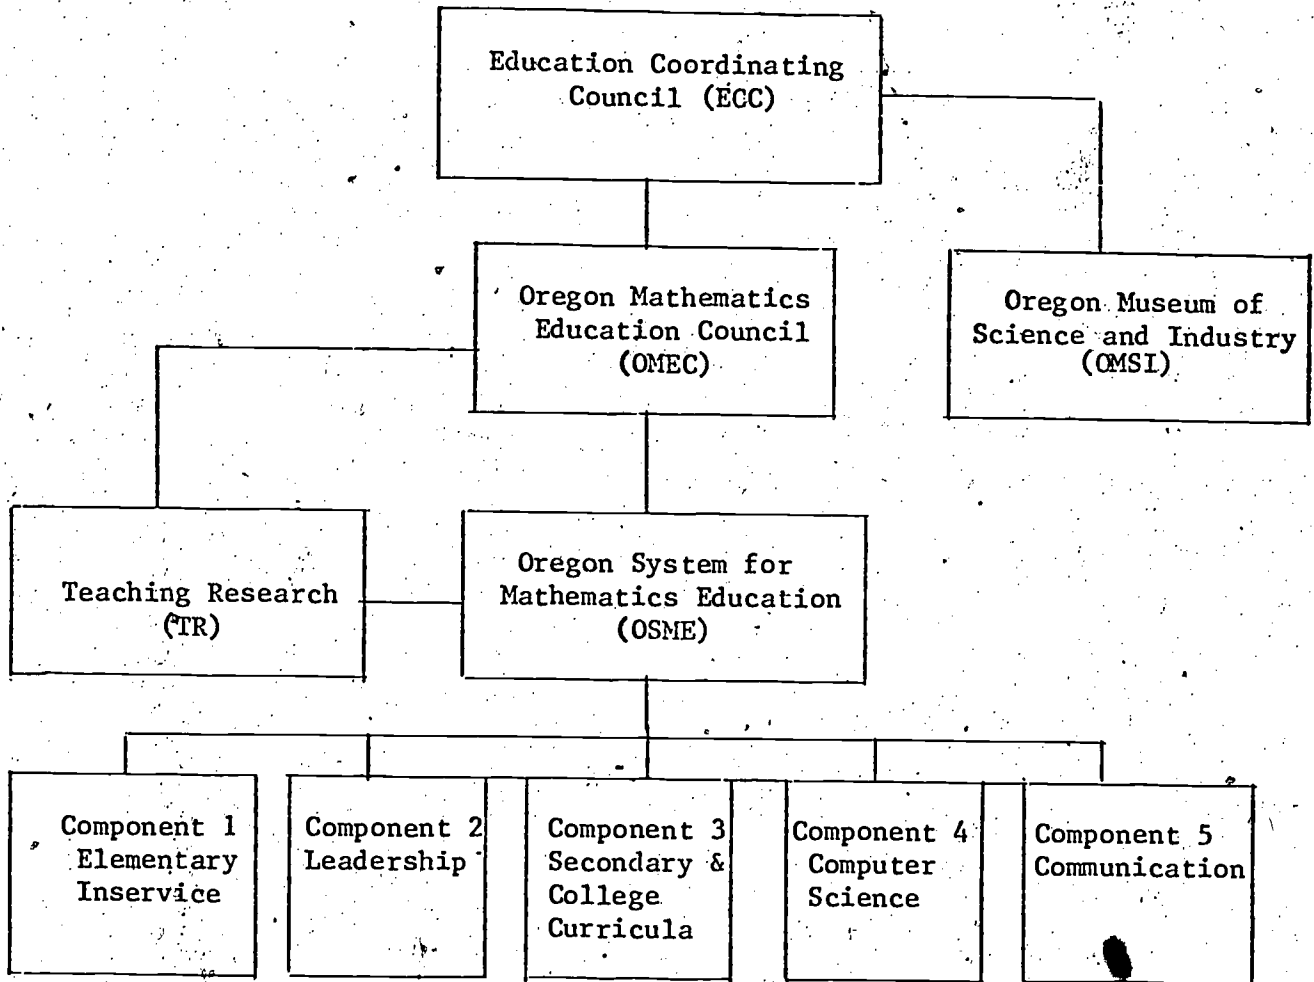 Education Coordinating
Council (ECC)
Oregon Mathematics
Education Council
(OMEC)
Oregon Museum of
Science and Industry
(OMSI)
Teaching Research
(TR)
Oregon System for
Mathematics Education
(OSME)
Component 1
Elementary
Inservice
Component 2
Leadership
Component 3
Secondary &
College
Curricula
Component 4
Computer
Science
Component 5
Communication